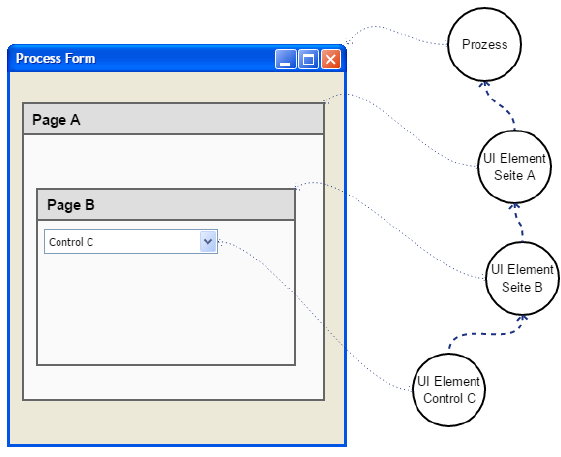 Prozess
Process Form
Page A
UI Element
Seite A
Page B
Control C
UI Element
Seite B
UI Element
Control C